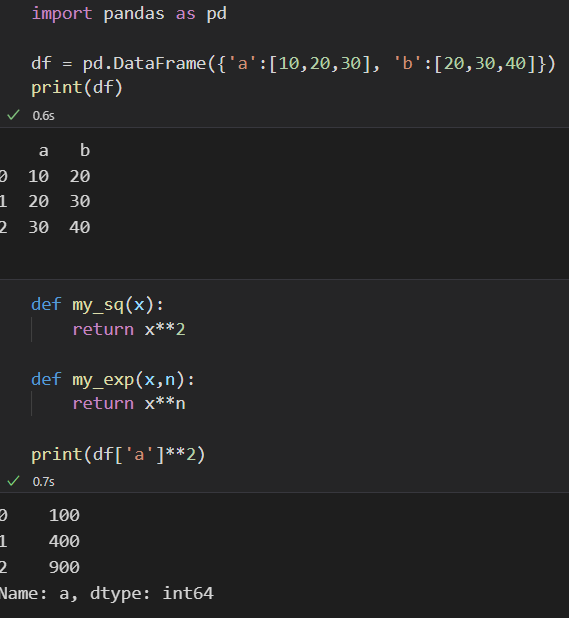 import pandas as pd
df = pd.DataFrame({'a':[10,20,30], 'b':[20,30,40]})
print(df)
0.6s
a b
0 10 20
1 20 30
2 30 40
def my_sq(x):
return x**2
def my_exp(x,n):
return x**n
print(df['a']**2)
0.7s
0 100
1 400
2 900
Name: a, dtype: int64